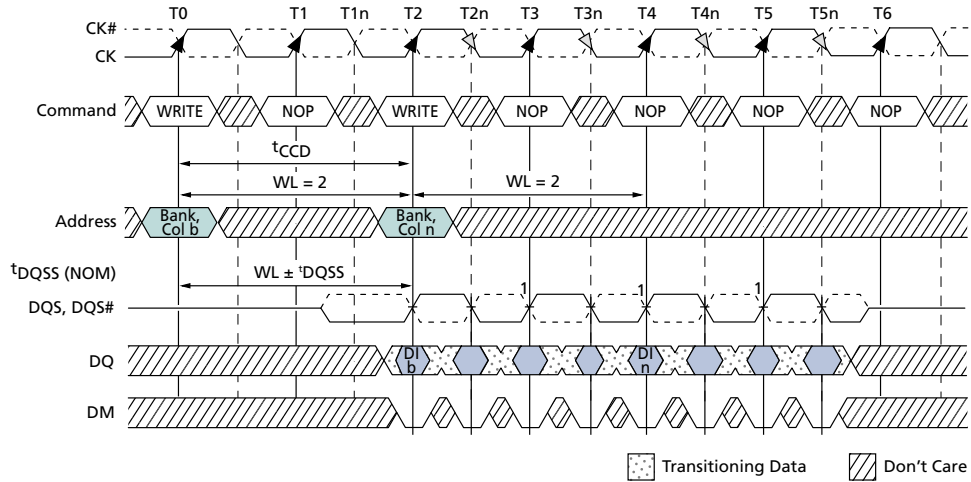 T0 T1 T1n T2 T2n T3 T3n T4 T4n T5 T5n T6
CK#
CK
Command WRITE NOP WRITE NOP NOP NOP NOP
tCCD
WL = 2 WL = 2
Address Bank, Col b Bank, Col n
tDQSS (NOM)
WL ± tDQSS
DQS, DQS# 1 1 1
DQ DI b DI n
DM
Transitioning Data Don't Care